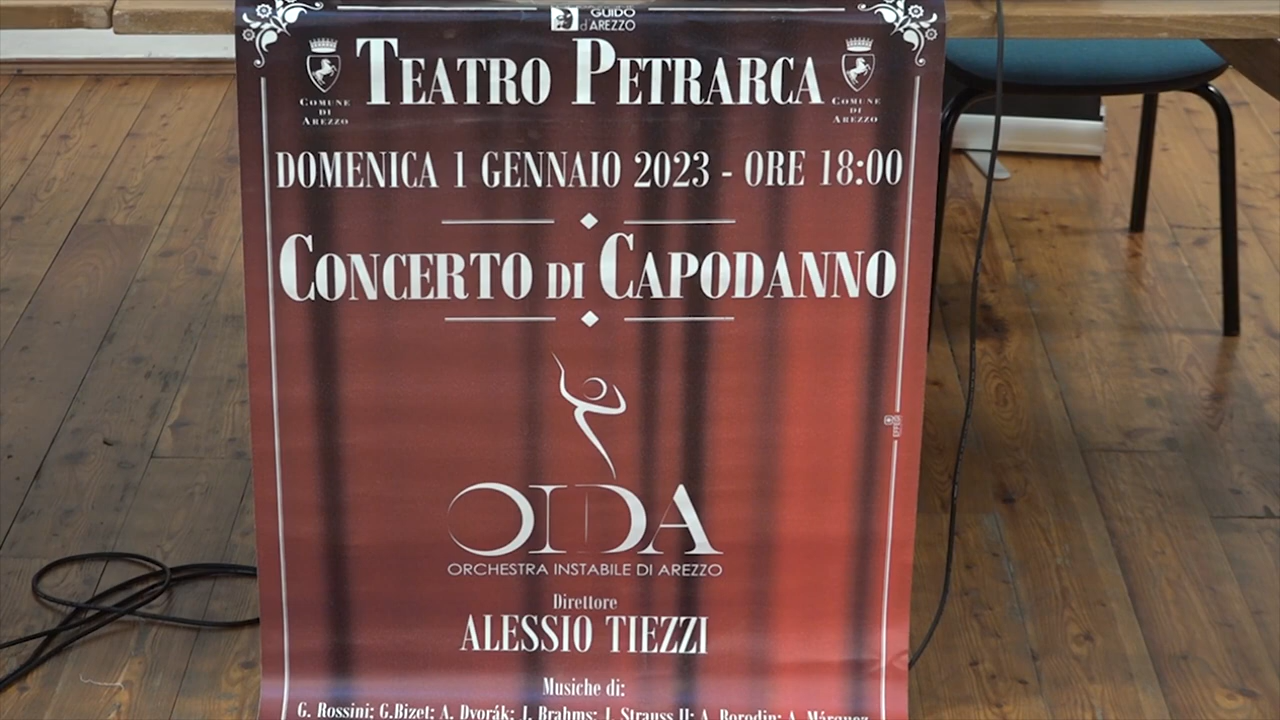 GUIDO
d'AREZZO
TEATRO PETRARCA
COMUNE
DI
AREZZO
COMUNE
DI
AREZZO
DOMENICA 1 GENNAIO 2023 - ORE 18:00
CONCERTO DI CAPODANNO
OIDA
ORCHESTRA INSTABILE DI AREZZO
Direttore
ALESSIO TIEZZI
Musiche di:
G. Rossini; G.Bizet; A. Dvorák; J. Brahms; J. Strauss II; A. Borodin; A. Márquez